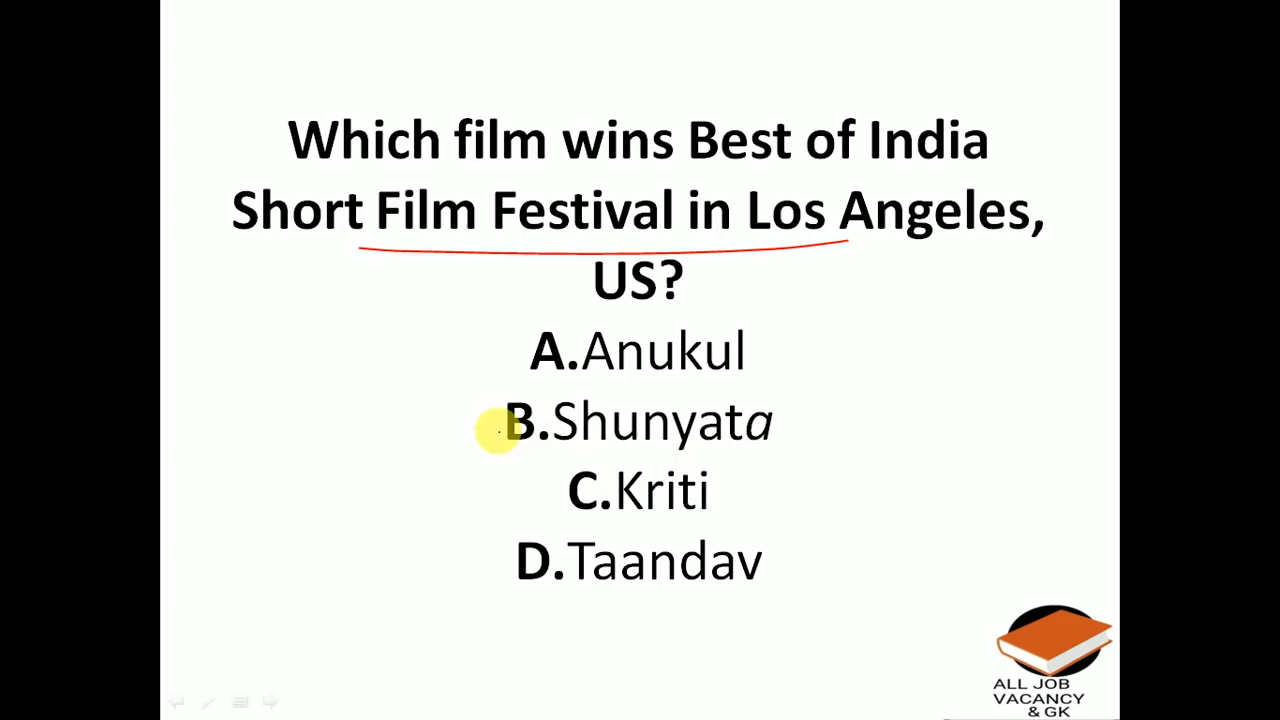 Which film wins Best of India
Short Film Festival in Los Angeles,
US?
A.Anukul
B.Shunyata
C.Kriti
D.Taandav
ALL JOB
VACANCY
& GK